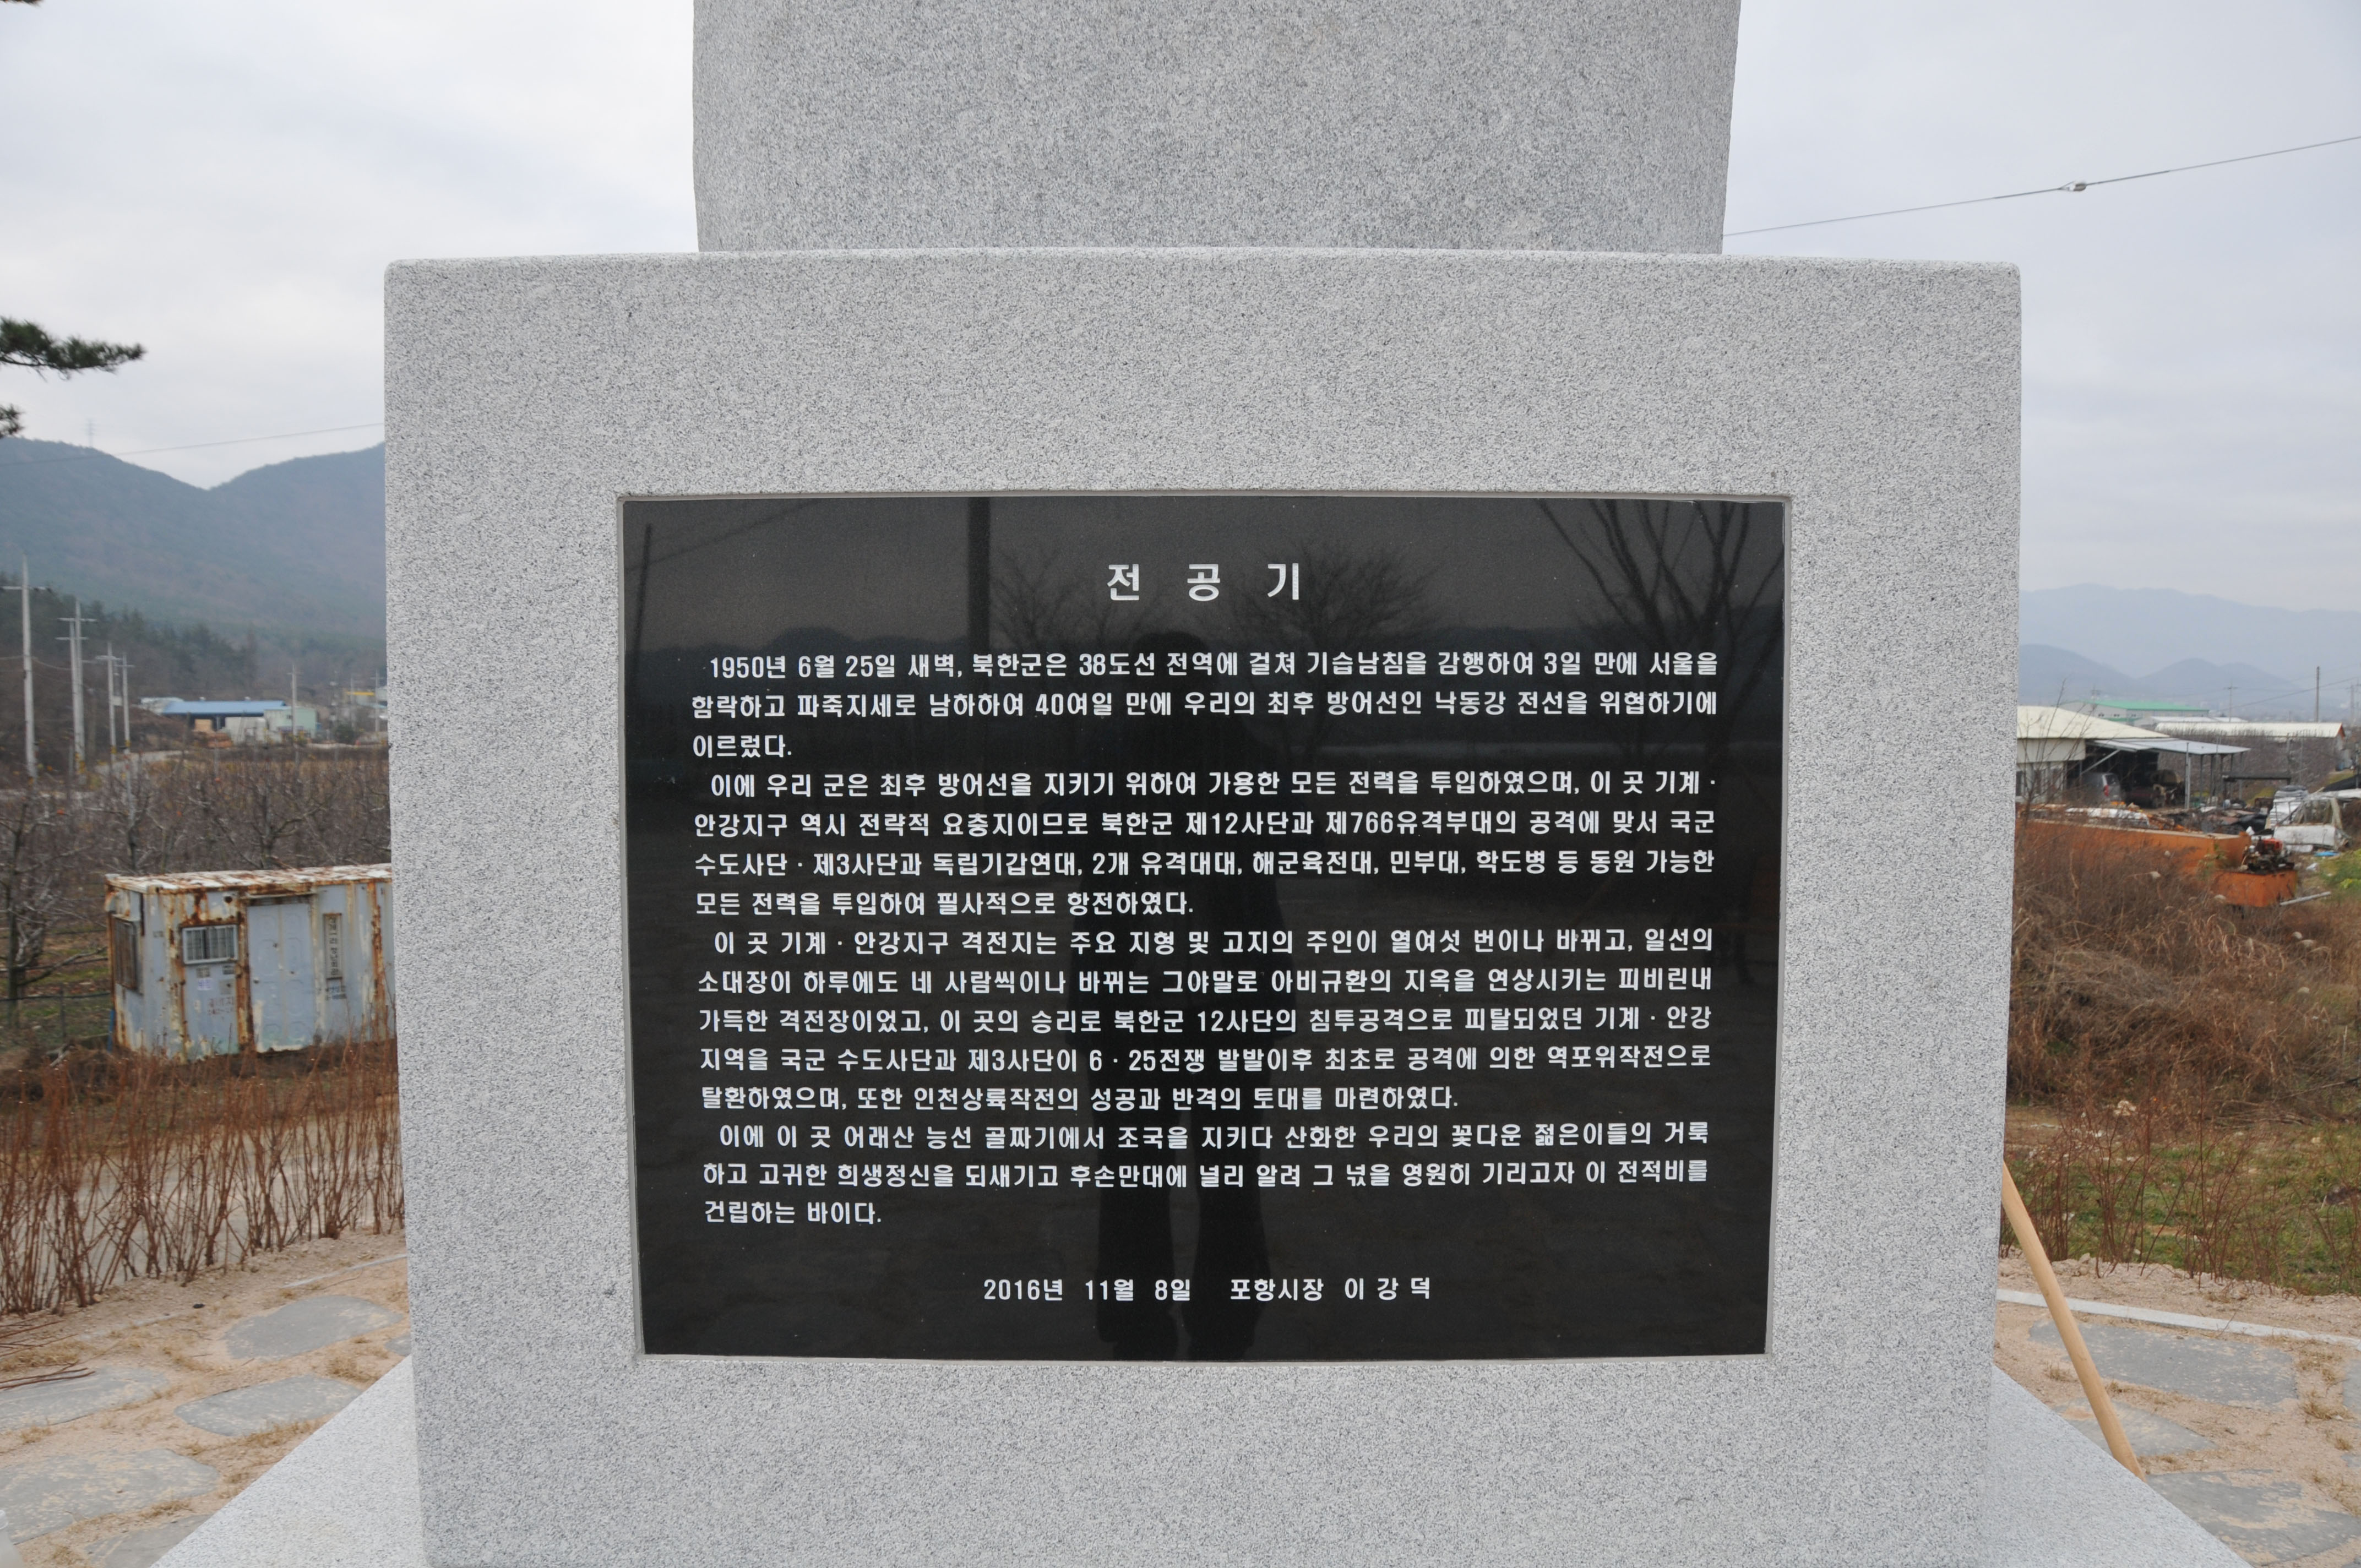 전 공 기
1950년 6월 25일 새벽, 북한군은 38도선 전역에 걸쳐 기습남침을 감행하여 3일 만에 서울을
함락하고 파죽지세로 남하하여 40여일 만에 우리의 최후 방어선인 낙동강 전선을 위협하기에
이르렀다.
이에 우리 군은 최후 방어선을 지키기 위하여 가용한 모든 전력을 투입하였으며, 이 곳 기계 ·
안강지구 역시 전략적 요충지이므로 북한군 제12사단과 제766유격부대의 공격에 맞서 국군
수도사단 · 제3사단과 독립기갑연대, 2개 유격대대, 해군육전대, 민부대, 학도병 등 동원 가능한
모든 전력을 투입하여 필사적으로 항전하였다.
이 곳 기계 · 안강지구 격전지는 주요 지형 및 고지의 주인이 열여섯 번이나 바뀌고, 일선의
소대장이 하루에도 네 사람씩이나 바뀌는 그야말로 아비규환의 지옥을 연상시키는 피비린내
가득한 격전장이었고, 이 곳의 승리로 북한군 12사단의 침투공격으로 피탈되었던 기계 · 안강
지역을 국군 수도사단과 제3사단이 6 · 25전쟁 발발이후 최초로 공격에 의한 역포위작전으로
탈환하였으며, 또한 인천상륙작전의 성공과 반격의 토대를 마련하였다.
이에 이 곳 어래산 능선 골짜기에서 조국을 지키다 산화한 우리의 꽃다운 젊은이들의 거룩
하고 고귀한 희생정신을 되새기고 후손만대에 널리 알려 그 넋을 영원히 기리고자 이 전적비를
건립하는 바이다.
2016년 11월 8일 포항시장 이 강 덕